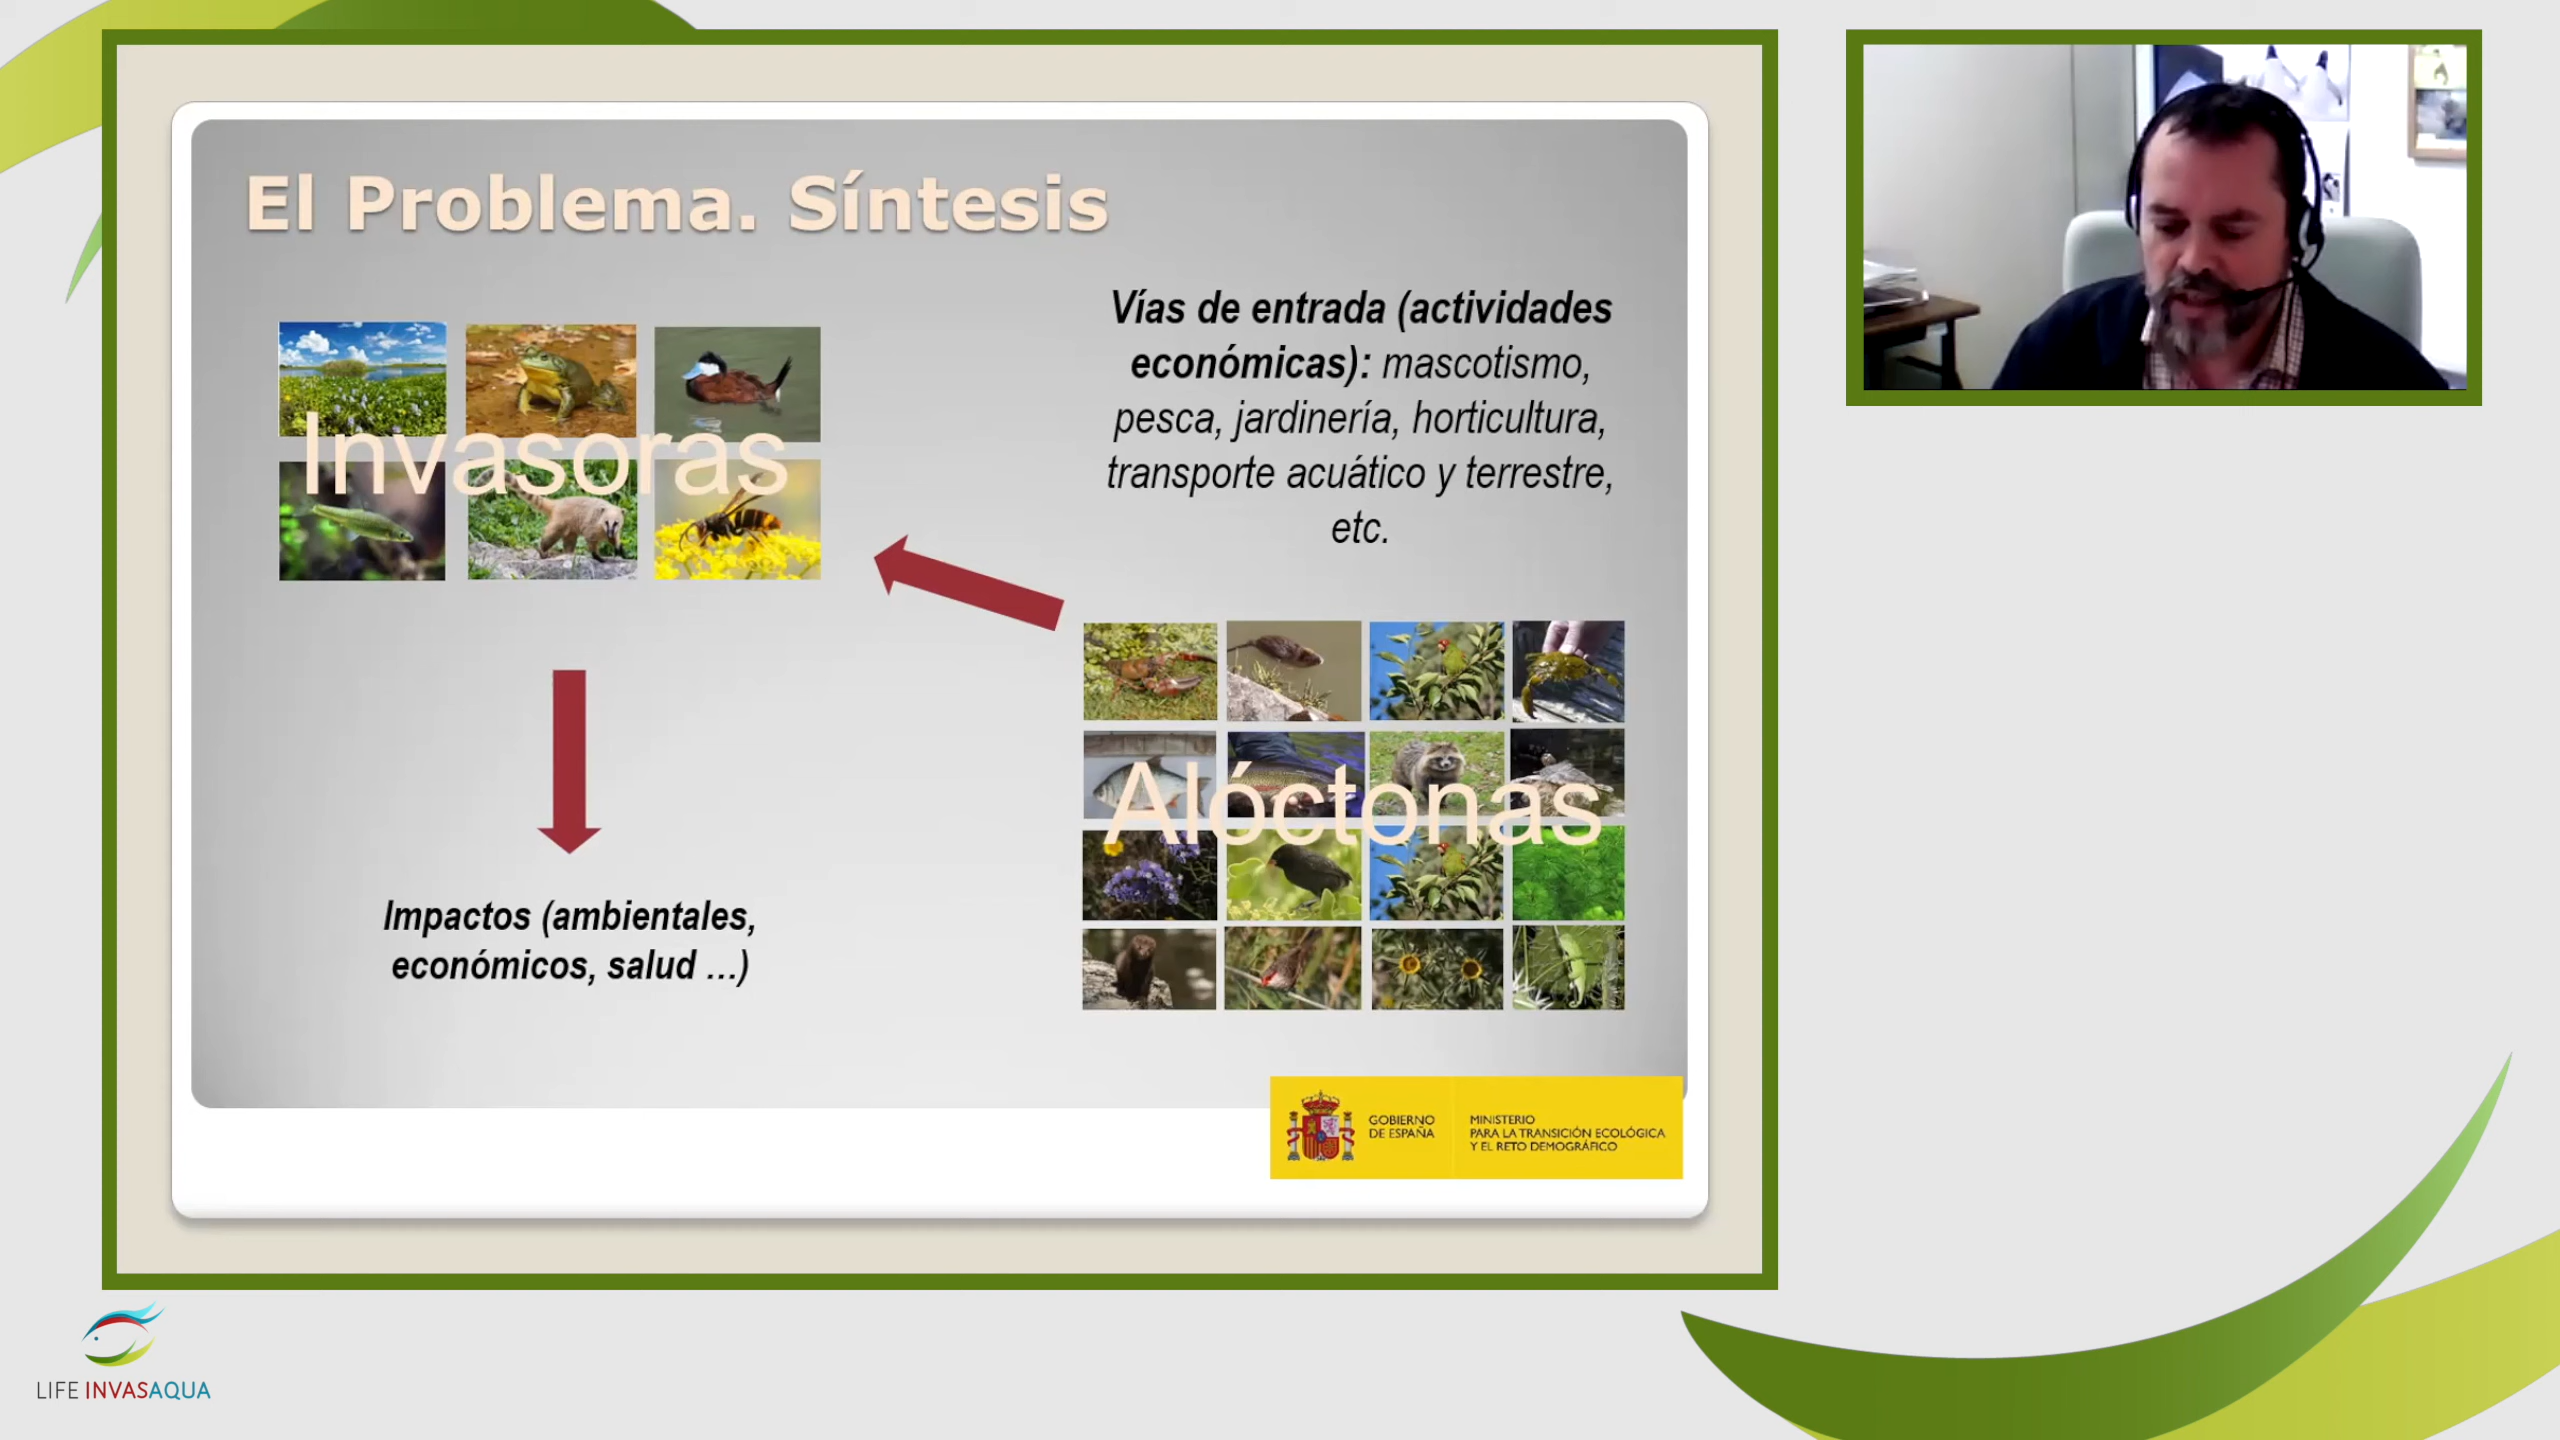 El Problema. Síntesis
Vías de entrada (actividades
económicas): mascotismo,
pesca, jardinería, horticultura,
transporte acuático y terrestre,
etc.
Invasoras
Alóctonas
Impactos (ambientales,
económicos, salud ...)
GOBIERNO
DE ESPAÑA
MINISTERIO
PARA LA TRANSICIÓN ECOLÓGICA
Y EL RETO DEMOGRÁFICO
LIFE INVASAQUA